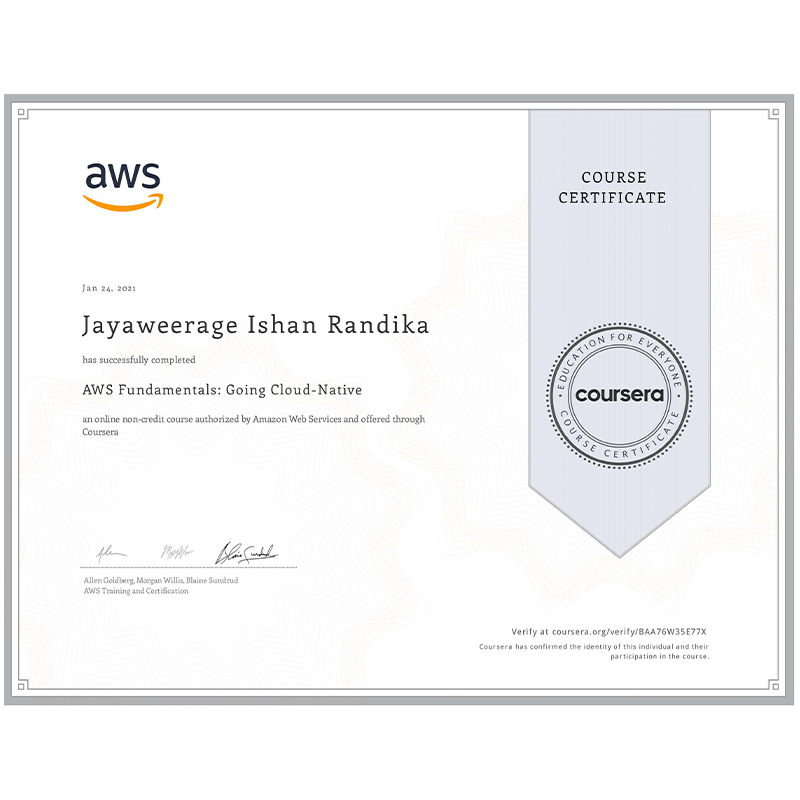 aws
COURSE
CERTIFICATE
Jan 24, 2021
Jayaweerage Ishan Randika
has successfully completed
AWS Fundamentals: Going Cloud-Native
an online non-credit course authorized by Amazon Web Services and offered through
Coursera
EDUCATION FOR EVERYONE
coursera
COURSE CERTIFICATE
Allen Goldberg, Morgan Willis, Blaine Sundrud
AWS Training and Certification
Verify at coursera.org/verify/BAA76W35E77X
Coursera has confirmed the identity of this individual and their
participation in the course.